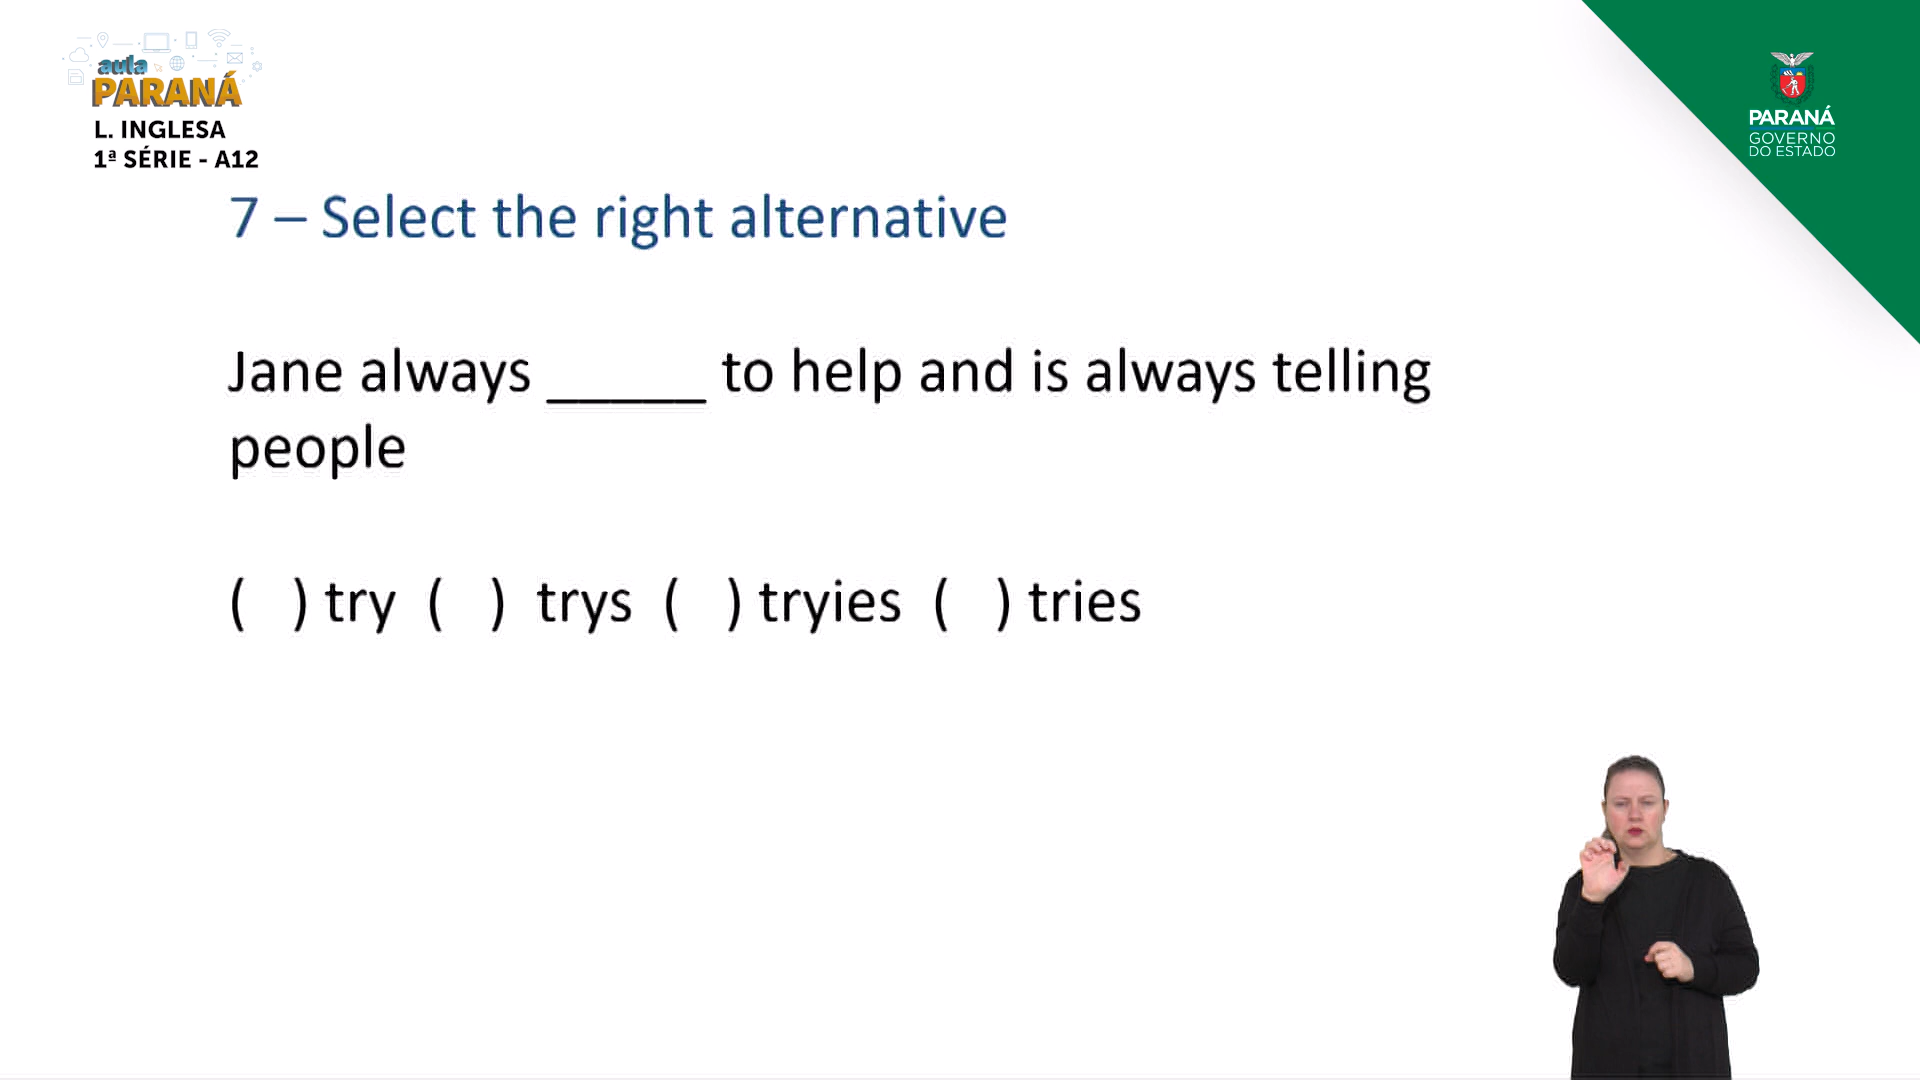 aula
PARANÁ
L. INGLESA
1ª SÉRIE - A12
PARANÁ
GOVERNO
DO ESTADO
7 – Select the right alternative
Jane always _____ to help and is always telling
people
(   ) try  (   )  trys  (   ) tryies  (   ) tries